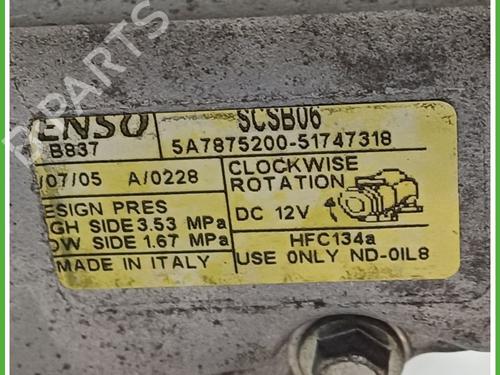 ENSO SCSB06
B837 5A7875200-51747318
/07/05 A/0228
CLOCKWISE
ROTATION
DC 12V
ESIGN PRES
GH SIDE 3.53 MPa
OW SIDE 1.67 MPa
MADE IN ITALY
HFC134a
USE ONLY ND-OIL8
PARTS